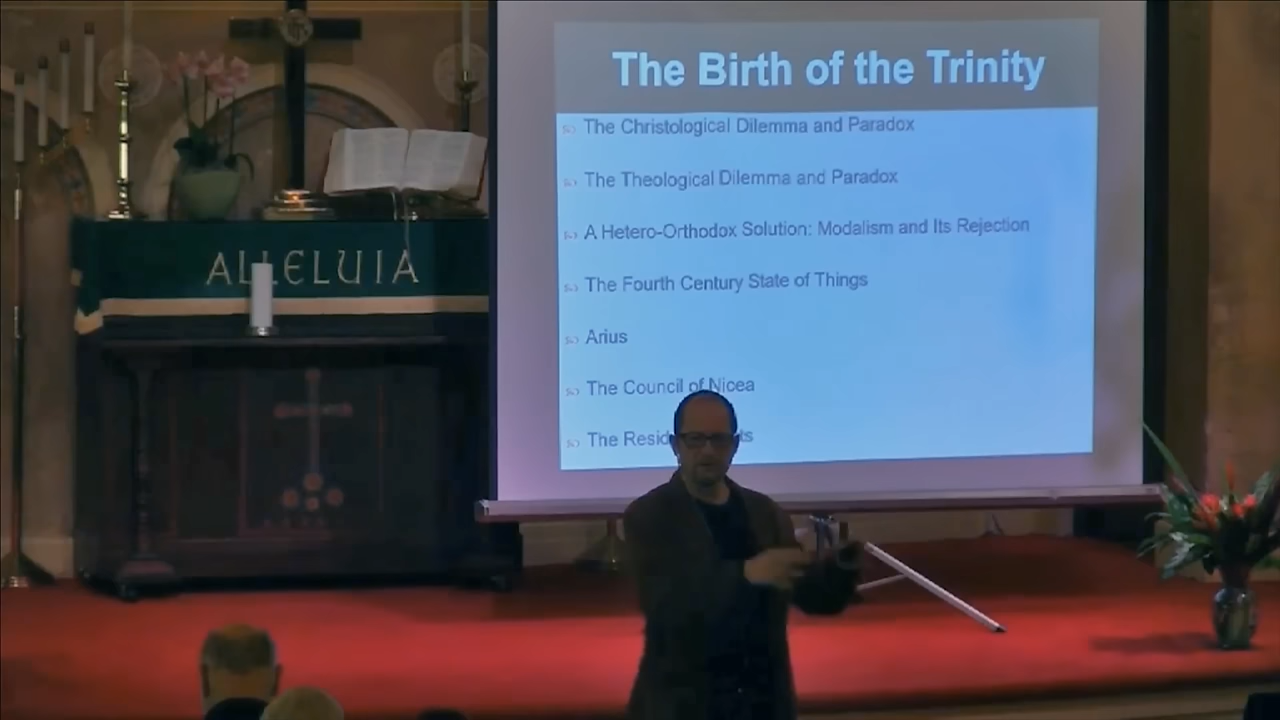 The Birth of the Trinity
The Christological Dilemma and Paradox
The Theological Dilemma and Paradox
A Hetero-Orthodox Solution: Modalism and Its Rejection
The Fourth Century State of Things
Arius
The Council of Nicea
The
ALLELUIA